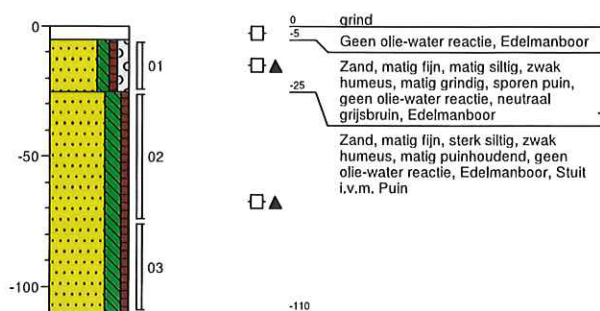 0
-50
-100
01
02
03
0 grind
-5
Geen olie-water reactie, Edelmanboor
Zand, matig fijn, matig siltig, zwak
humeus, matig grindig, sporen puin,
-25
geen olie-water reactie, neutraal
grijsbruin, Edelmanboor
Zand, matig fijn, sterk siltig, zwak
humeus, matig puinhoudend, geen
olie-water reactie, Edelmanboor, Stuit
i.v.m. Puin
-110